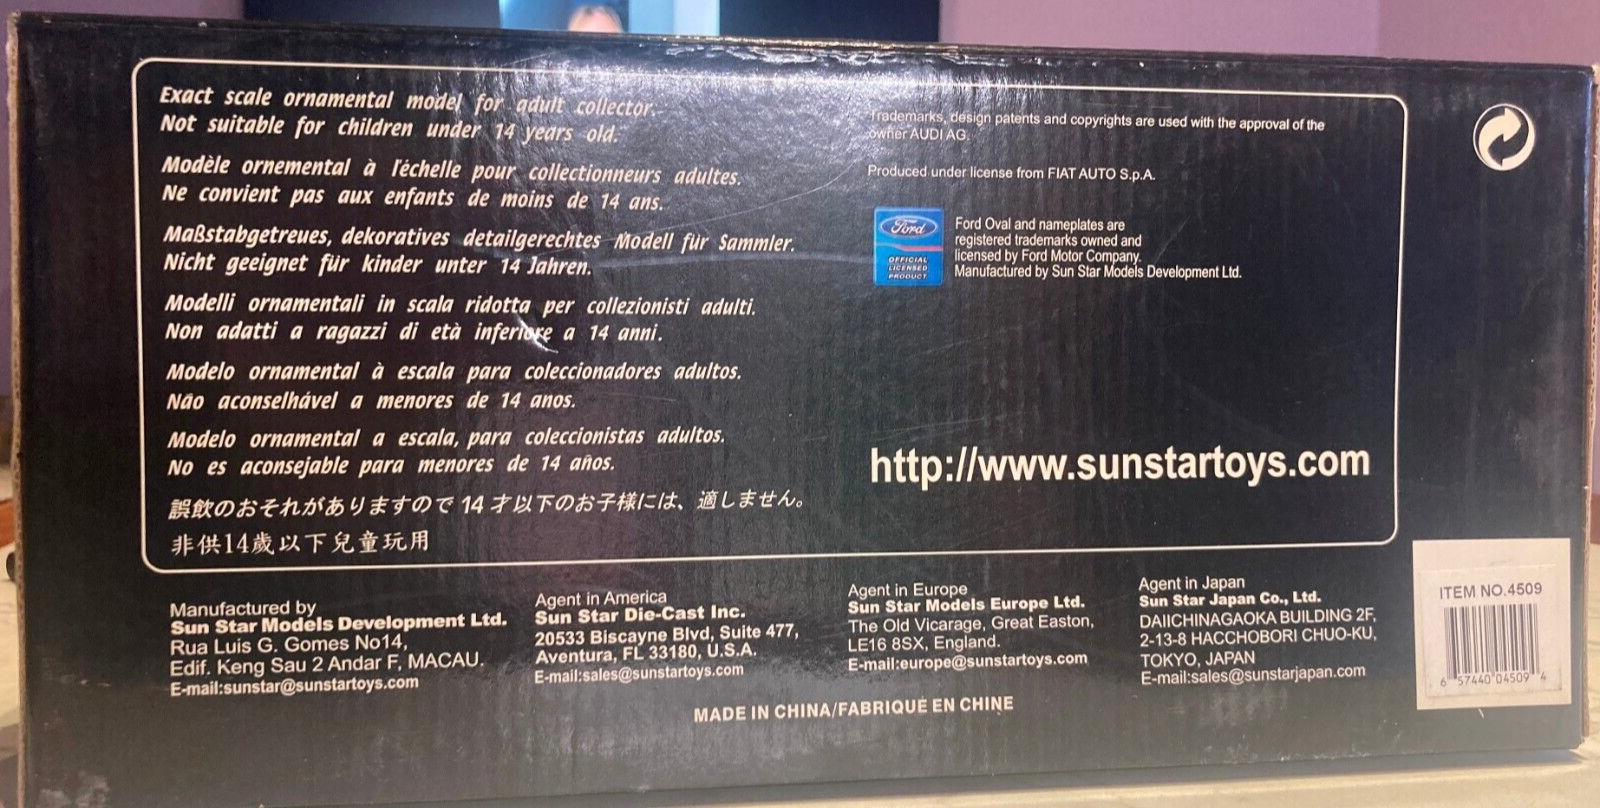 Exact scale ornamental model for adult collector.
Not suitable for children under 14 years old.
Modèle ornemental à l'échelle pour collectionneurs adultes.
Ne convient pas aux enfants de moins de 14 ans.
Maßstabgetreues, dekoratives detailgerechtes Modell für Sammler.
Nicht geeignet für kinder unter 14 Jahren.
Modelli ornamentali in scala ridotta per collezionisti adulti.
Non adatti a ragazzi di età inferiore a 14 anni.
Modelo ornamental à escala para coleccionadores adultos.
Não aconselhável a menores de 14 anos.
Modelo ornamental a escala, para coleccionistas adultos.
No es aconsejable para menores de 14 años.
誤飲のおそれがありますので 14 才以下のお子様には、適しません。
非供14歲以下兒童玩用
Trademarks, design patents and copyrights are used with the approval of the
owner AUDI AG.
Produced under license from FIAT AUTO S.p.A.
Ford
OFFICIAL
LICENSED
PRODUCT
Ford Oval and nameplates are
registered trademarks owned and
licensed by Ford Motor Company.
Manufactured by Sun Star Models Development Ltd.
http://www.sunstartoys.com
Manufactured by
Sun Star Models Development Ltd.
Rua Luis G. Gomes No14,
Edif. Keng Sau 2 Andar F, MACAU.
E-mail:sunstar@sunstartoys.com
Agent in America
Sun Star Die-Cast Inc.
20533 Biscayne Blvd, Suite 477,
Aventura, FL 33180, U.S.A.
E-mail:sales@sunstartoys.com
Agent in Europe
Sun Star Models Europe Ltd.
The Old Vicarage, Great Easton,
LE16 8SX, England.
E-mail:europe@sunstartoys.com
Agent in Japan
Sun Star Japan Co., Ltd.
DAIICHINAGAOKA BUILDING 2F,
2-13-8 HACCHOBORI CHUO-KU,
TOKYO, JAPAN
E-mail:sales@sunstarjapan.com
MADE IN CHINA/FABRIQUÉ EN CHINE
ITEM NO.4509
6 57440 04509 4